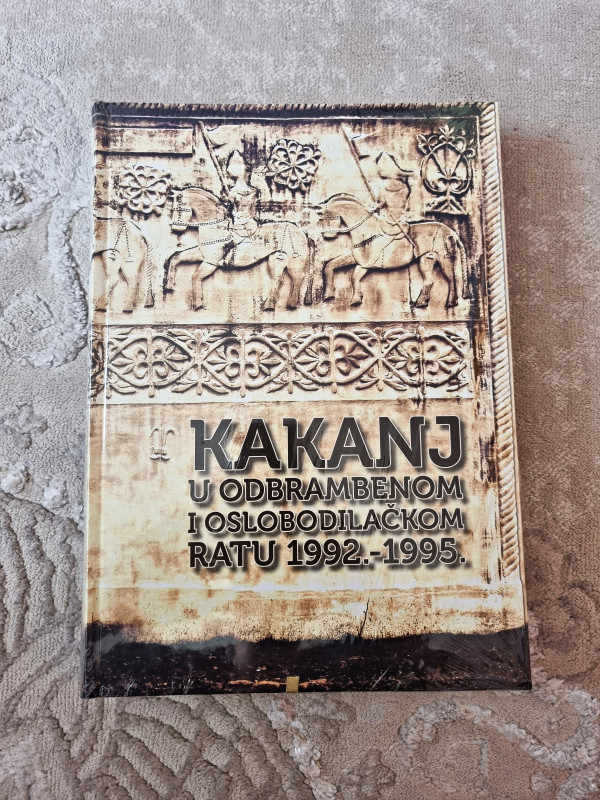 KAKANJ
U ODBRAMBENOM
I OSLOBODILAČKOM
RATU 1992.-1995.